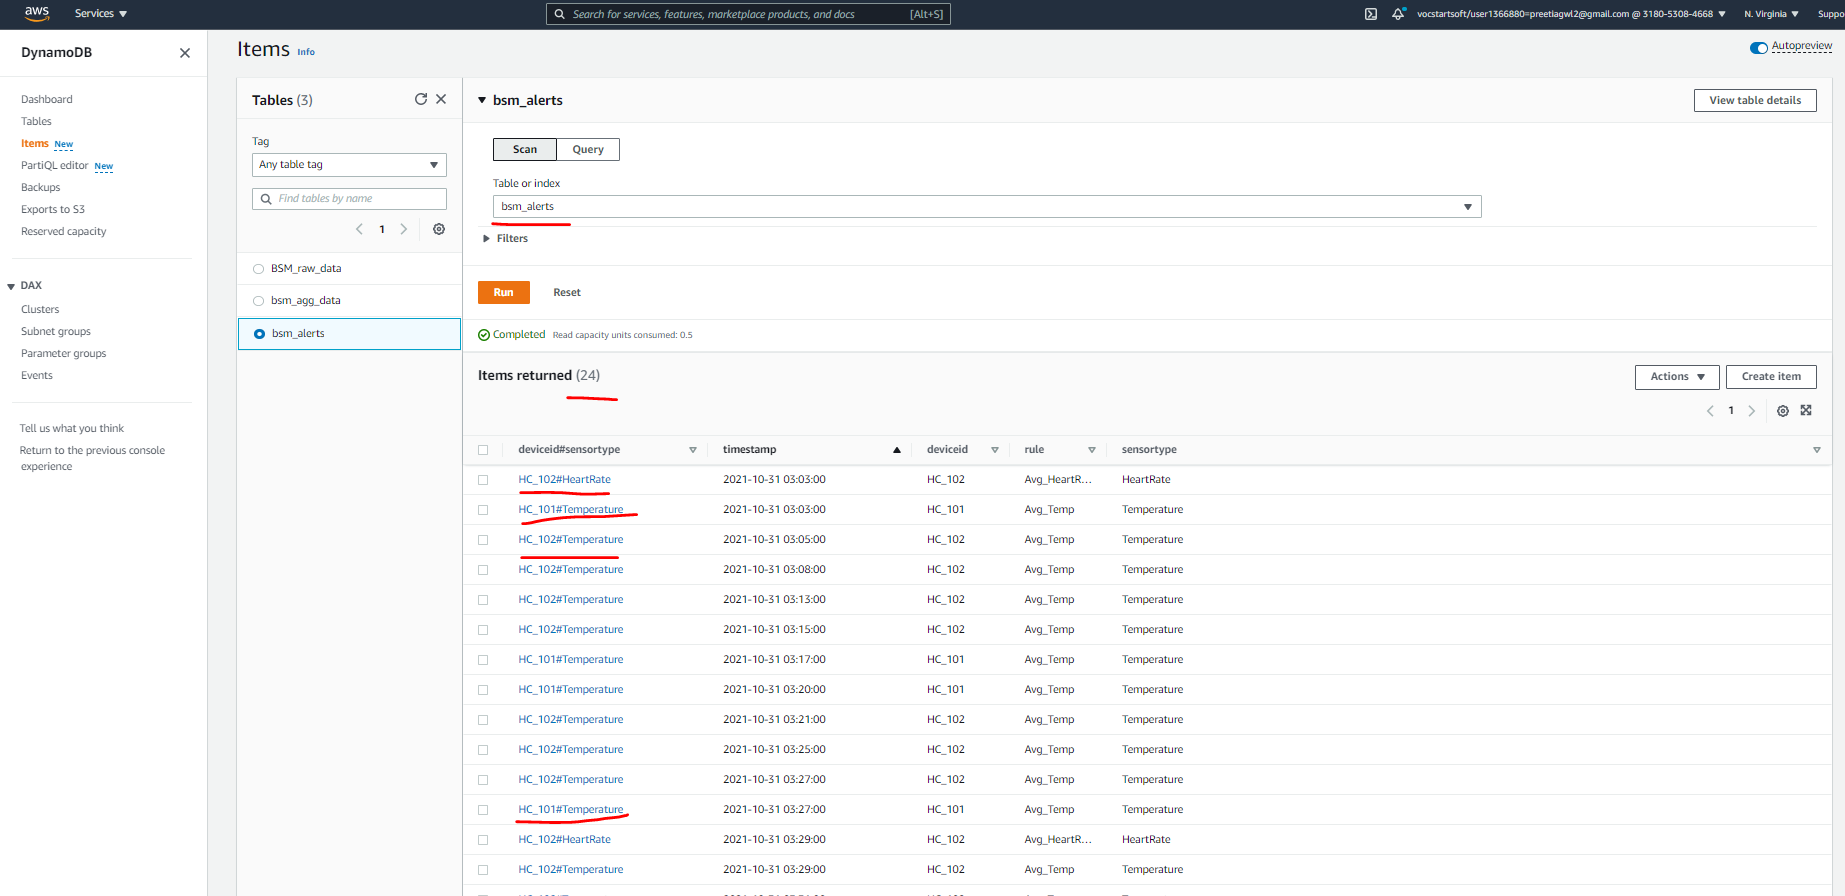 aws Services Search for services, features, marketplace products, and docs [Alt+S] vocstartsoft/user1366880=preetiagwl2@gmail.com @ 3180-5308-4668 N. Virginia Suppo
DynamoDB
Dashboard
Tables
Items New
PartiQL editor New
Backups
Exports to S3
Reserved capacity
DAX
Clusters
Subnet groups
Parameter groups
Events
Tell us what you think
Return to the previous console
experience
Items Info
Autopreview
Tables (3)
Tag
Any table tag
Find tables by name
1
BSM_raw_data
bsm_agg_data
bsm_alerts
bsm_alerts
View table details
Scan Query
Table or index
bsm_alerts
Filters
Run Reset
Completed Read capacity units consumed: 0.5
Items returned (24)
Actions Create item
1
deviceid#sensortype timestamp deviceid rule sensortype
HC_102#HeartRate 2021-10-31 03:03:00 HC_102 Avg_HeartR... HeartRate
HC_101#Temperature 2021-10-31 03:03:00 HC_101 Avg_Temp Temperature
HC_102#Temperature 2021-10-31 03:05:00 HC_102 Avg_Temp Temperature
HC_102#Temperature 2021-10-31 03:08:00 HC_102 Avg_Temp Temperature
HC_102#Temperature 2021-10-31 03:13:00 HC_102 Avg_Temp Temperature
HC_102#Temperature 2021-10-31 03:15:00 HC_102 Avg_Temp Temperature
HC_101#Temperature 2021-10-31 03:17:00 HC_101 Avg_Temp Temperature
HC_101#Temperature 2021-10-31 03:20:00 HC_101 Avg_Temp Temperature
HC_102#Temperature 2021-10-31 03:21:00 HC_102 Avg_Temp Temperature
HC_102#Temperature 2021-10-31 03:25:00 HC_102 Avg_Temp Temperature
HC_102#Temperature 2021-10-31 03:27:00 HC_102 Avg_Temp Temperature
HC_101#Temperature 2021-10-31 03:27:00 HC_101 Avg_Temp Temperature
HC_102#HeartRate 2021-10-31 03:29:00 HC_102 Avg_HeartR... HeartRate
HC_102#Temperature 2021-10-31 03:29:00 HC_102 Avg_Temp Temperature